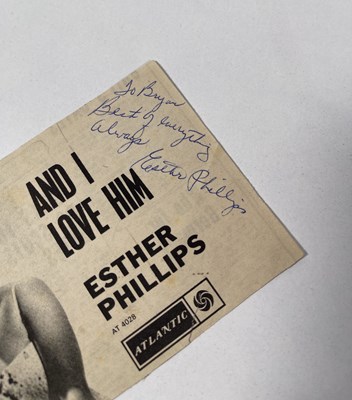 To Bryan
Best of everything
Always
Esther Phillips
AND I
LOVE HIM
ESTHER
PHILLIPS
AT 4028
ATLANTIC